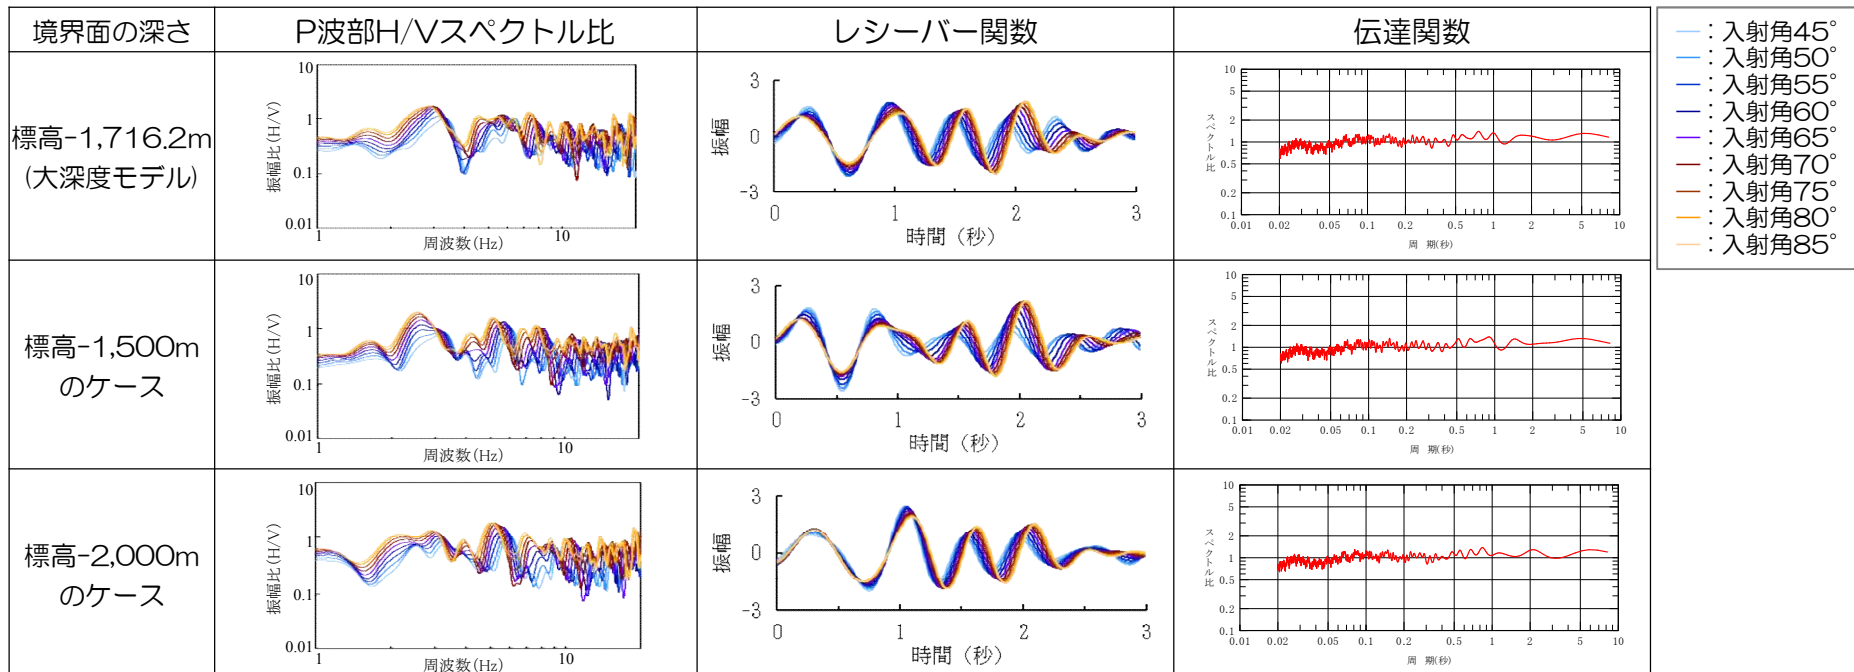 境界面の深さ
P波部H/Vスペクトル比
レシーバー関数
伝達関数
標高-1,716.2m
(大深度モデル)
10
1
0.1
0.01
振幅比(H/V)
1
10
周波数(Hz)
3
0
-3
振幅
0
1
2
3
時間（秒）
10
5
2
1
0.5
0.2
0.1
スペクトル比
0.01
0.02
0.05
0.1
0.2
0.5
1
2
5
10
周 期(秒)
標高-1,500m
のケース
10
1
0.1
0.01
振幅比(H/V)
1
10
周波数(Hz)
3
0
-3
振幅
0
1
2
3
時間（秒）
10
5
2
1
0.5
0.2
0.1
スペクトル比
0.01
0.02
0.05
0.1
0.2
0.5
1
2
5
10
周 期(秒)
標高-2,000m
のケース
10
1
0.1
0.01
振幅比(H/V)
1
10
周波数(Hz)
3
0
-3
振幅
0
1
2
3
時間（秒）
10
5
2
1
0.5
0.2
0.1
スペクトル比
0.01
0.02
0.05
0.1
0.2
0.5
1
2
5
10
周 期(秒)
：入射角45°
：入射角50°
：入射角55°
：入射角60°
：入射角65°
：入射角70°
：入射角75°
：入射角80°
：入射角85°